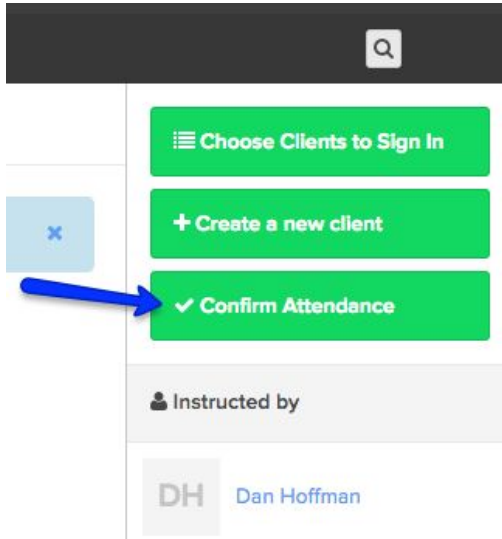 Choose Clients to Sign In
Create a new client
Confirm Attendance
Instructed by
DH
Dan Hoffman